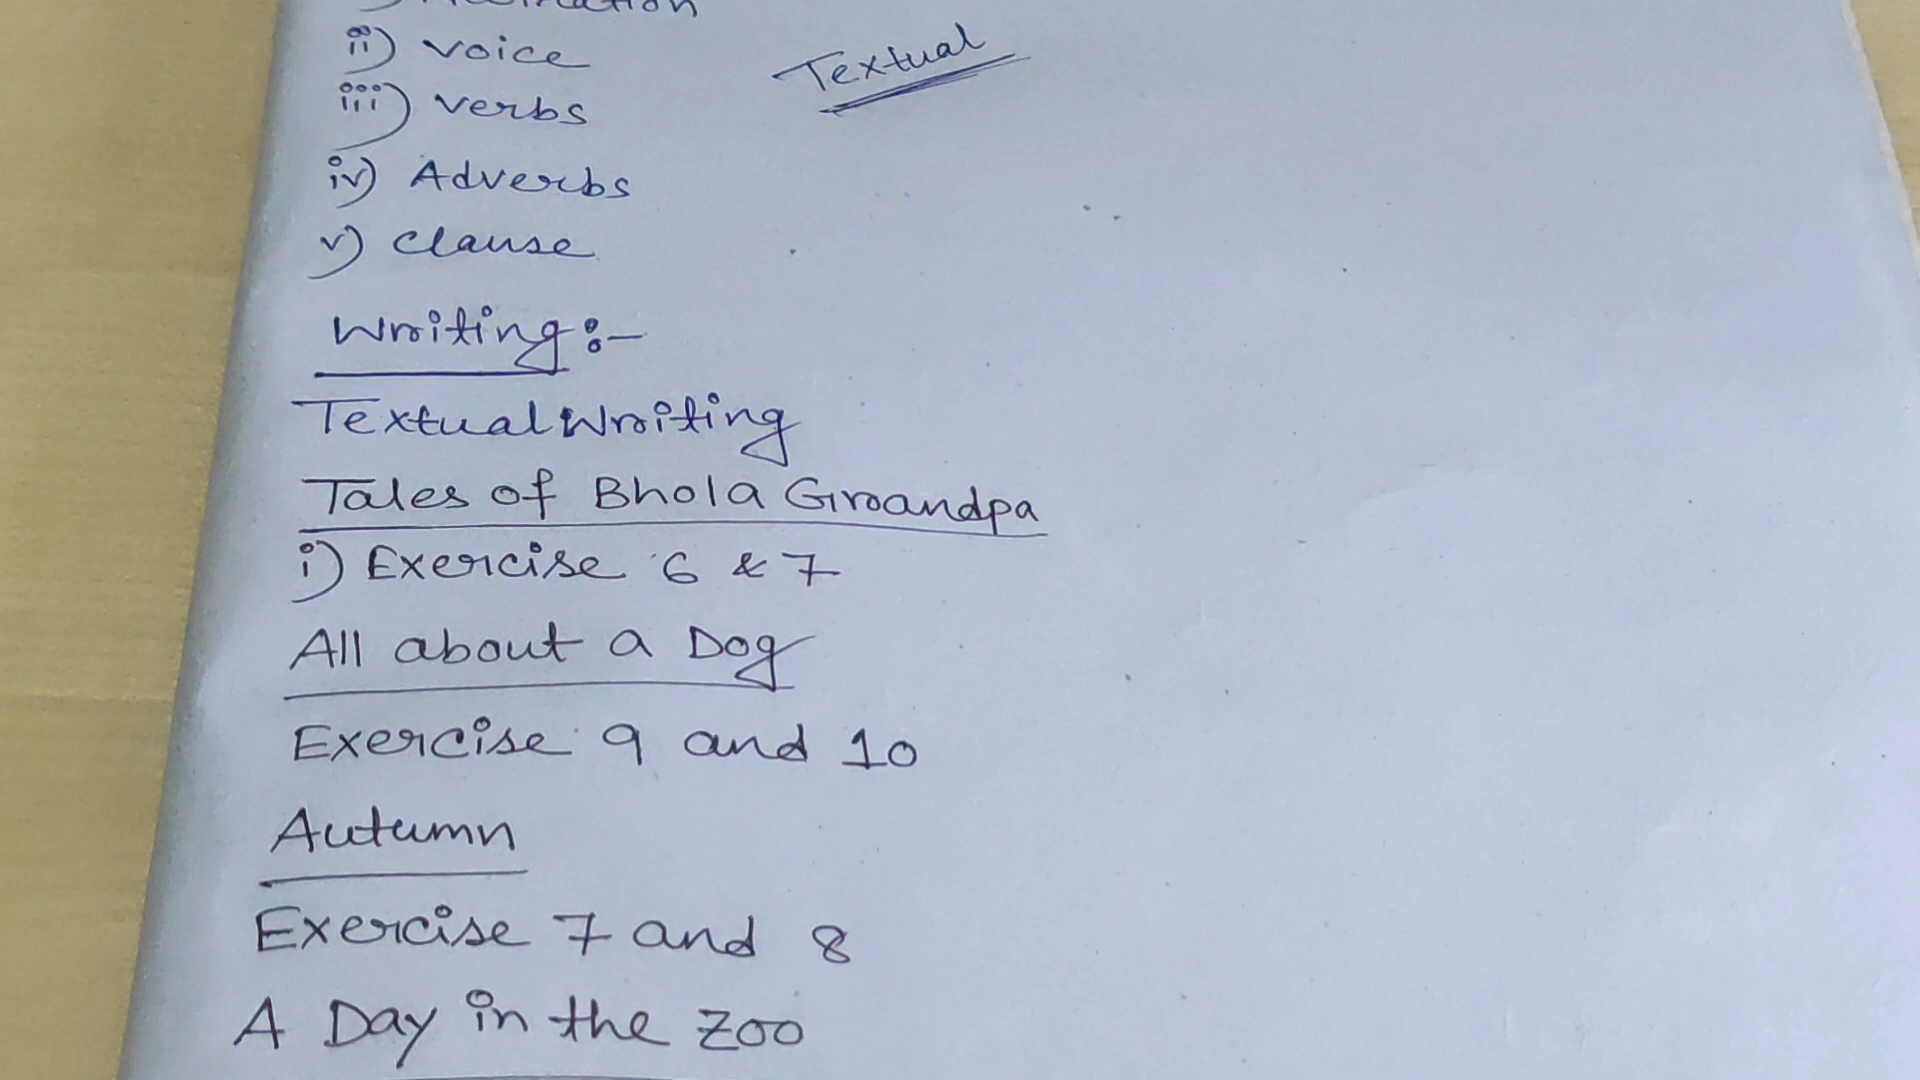 ii) voice
Textual
iii) verbs
iv) Adverbs
v) clause
Writing:-
Textual Writing
Tales of Bhola Grandpa
i) Exercise 6 & 7
All about a Dog
Exercise 9 and 10
Autumn
Exercise 7 and 8
A Day in the zoo